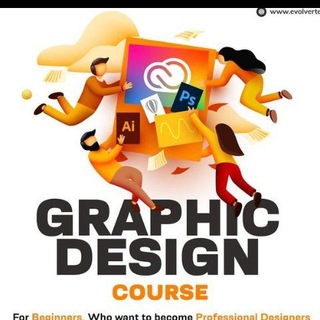 www.evolverte
Ps
Ai
GRAPHIC
DESIGN
COURSE
For Beginners, Who want to become Professional Designers